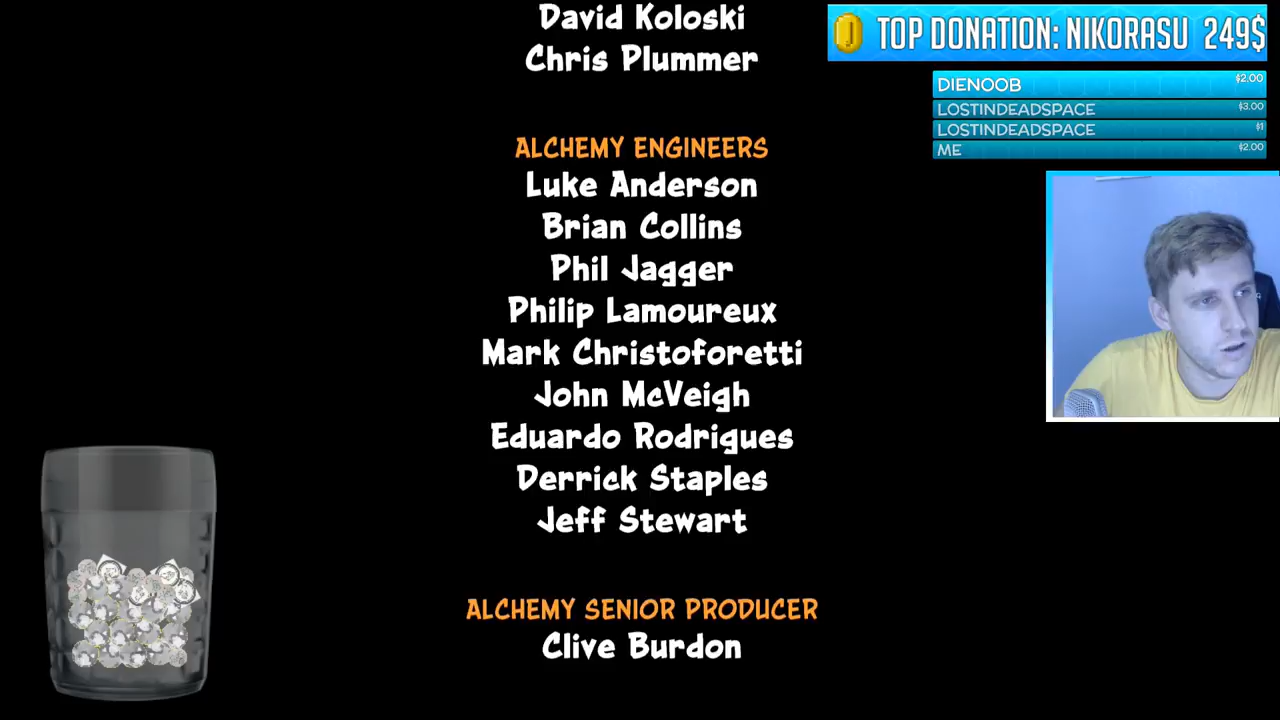 David Koloski
Chris Plummer
ALCHEMY ENGINEERS
Luke Anderson
Brian Collins
Phil Jagger
Philip Lamoureux
Mark Christoforetti
John McVeigh
Eduardo Rodrigues
Derrick Staples
Jeff Stewart
ALCHEMY SENIOR PRODUCER
Clive Burdon
TOP DONATION: NIKORASU 249$
DIENOOB $2.00
LOSTINDEADSPACE $3.00
LOSTINDEADSPACE $1
ME $2.00